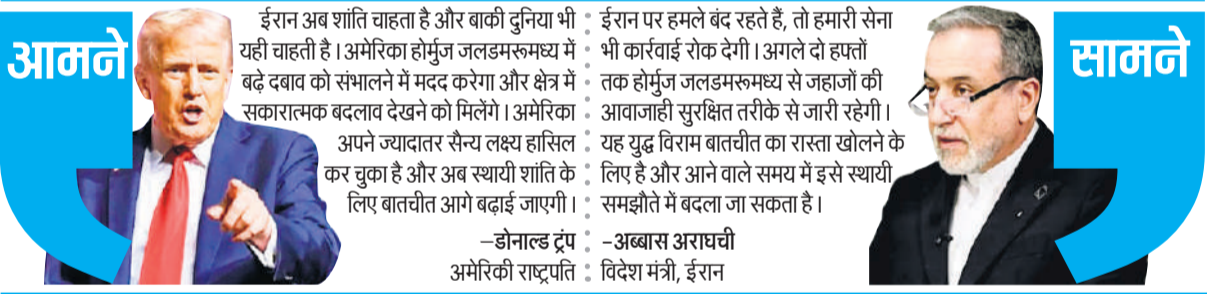 आमने
ईरान अब शांति चाहता है और बाकी दुनिया भी
यही चाहती है। अमेरिका होर्मुज जलडमरूमध्य में
बढ़े दबाव को संभालने में मदद करेगा और क्षेत्र में
सकारात्मक बदलाव देखने को मिलेंगे। अमेरिका
अपने ज्यादातर सैन्य लक्ष्य हासिल
कर चुका है और अब स्थायी शांति के
लिए बातचीत आगे बढ़ाई जाएगी।
–डोनाल्ड ट्रंप
अमेरिकी राष्ट्रपति
ईरान पर हमले बंद रहते हैं, तो हमारी सेना
भी कार्रवाई रोक देगी। अगले दो हफ्तों
तक होर्मुज जलडमरूमध्य से जहाजों की
आवाजाही सुरक्षित तरीके से जारी रहेगी।
यह युद्ध विराम बातचीत का रास्ता खोलने के
लिए है और आने वाले समय में इसे स्थायी
समझौते में बदला जा सकता है।
-अब्बास अराघची
विदेश मंत्री, ईरान
सामने